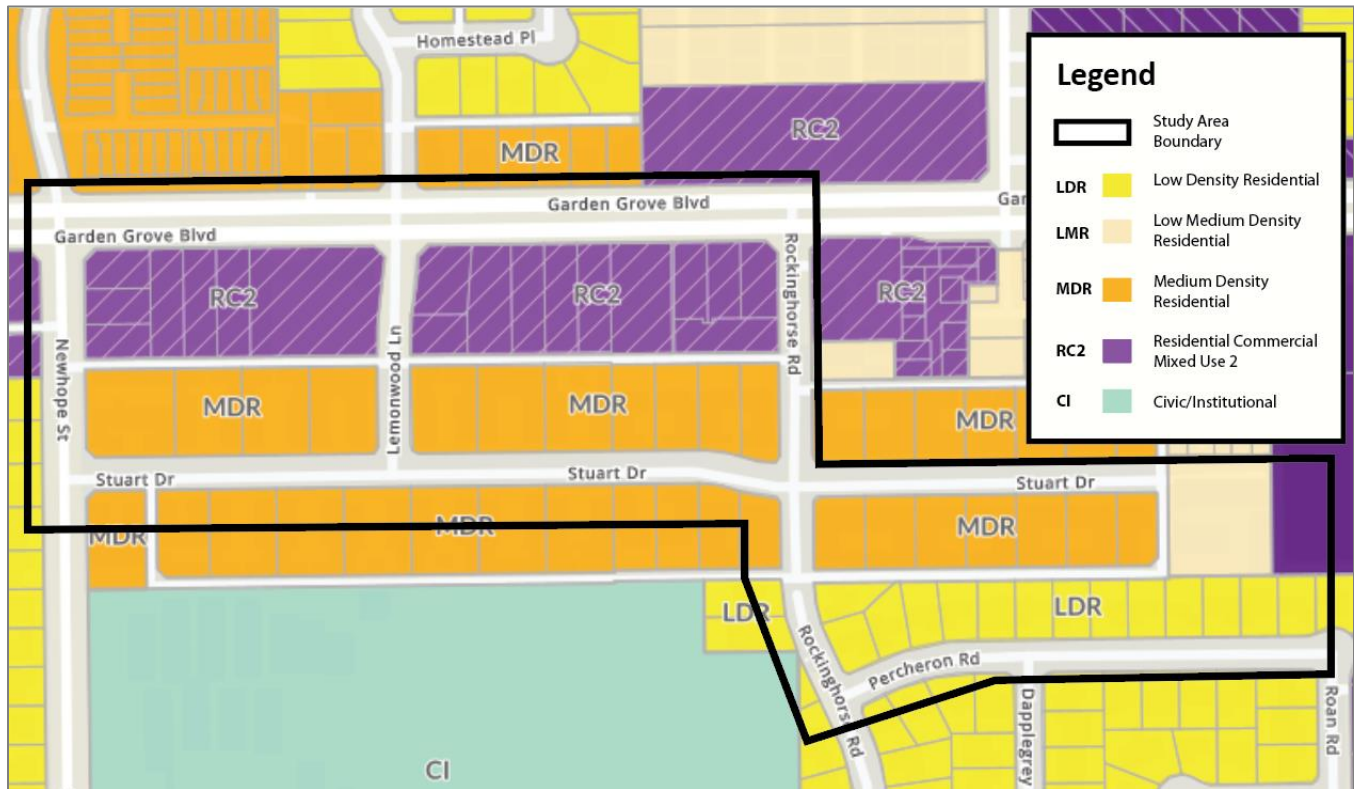 Homestead Pl
RC2
MDR
Garden Grove Blvd
Gar
Garden Grove Blvd
RC2
RC2
RC2
Rockinghorse Rd
Newhope St
Lemonwood Ln
MDR
MDR
MDR
Stuart Dr
Stuart Dr
Stuart Dr
MDR
MDR
MDR
LDR
LDR
Rockinghorse Rd
Percheron Rd
Dapplegrey
Roan Rd
CI
Legend
Study Area
Boundary
LDR
Low Density Residential
LMR
Low Medium Density
Residential
MDR
Medium Density
Residential
RC2
Residential Commercial
Mixed Use 2
CI
Civic/Institutional